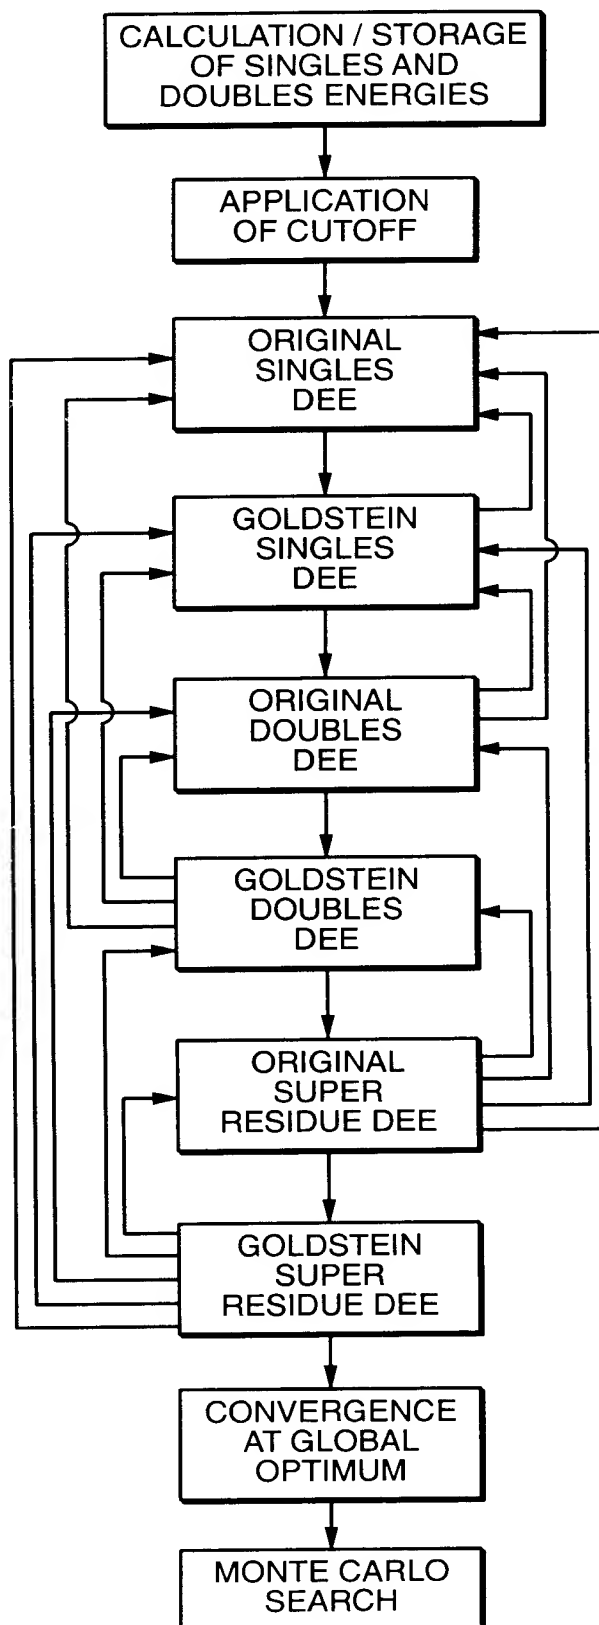 CALCULATION / STORAGE
OF SINGLES AND
DOUBLES ENERGIES
APPLICATION
OF CUTOFF
ORIGINAL
SINGLES
DEE
GOLDSTEIN
SINGLES
DEE
ORIGINAL
DOUBLES
DEE
GOLDSTEIN
DOUBLES
DEE
ORIGINAL
SUPER
RESIDUE DEE
GOLDSTEIN
SUPER
RESIDUE DEE
CONVERGENCE
AT GLOBAL
OPTIMUM
MONTE CARLO
SEARCH